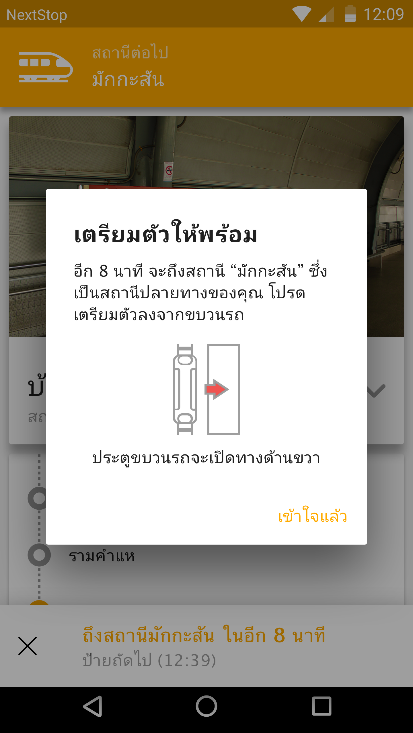 NextStop
12:09
สถานีต่อไป
มักกะสัน
เตรียมตัวให้พร้อม
อีก 8 นาที จะถึงสถานี “มักกะสัน” ซึ่ง
เป็นสถานีปลายทางของคุณ โปรด
เตรียมตัวลงจากขบวนรถ
ประตูขบวนรถจะเปิดทางด้านขวา
เข้าใจแล้ว
รามคำแห
ถึงสถานีมักกะสัน ในอีก 8 นาที
ป้ายถัดไป (12:39)